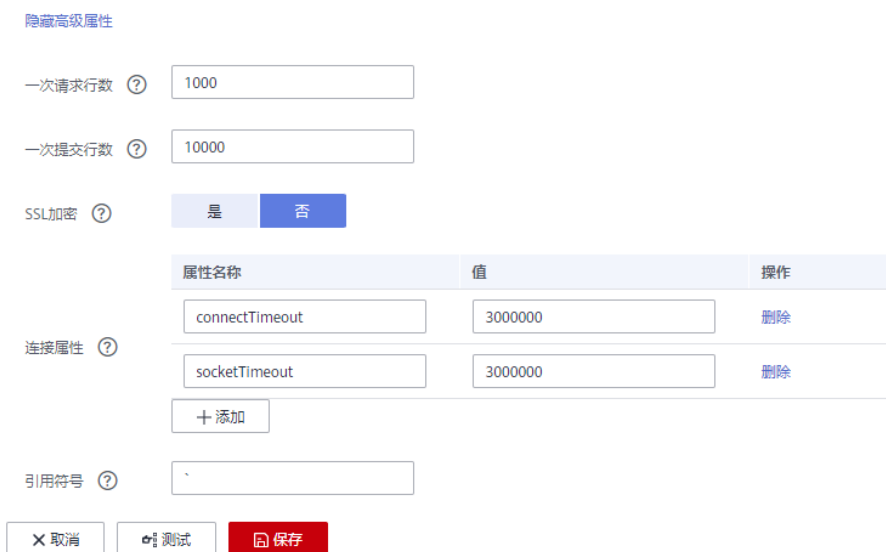 隐藏高级属性
一次请求行数 ? 1000
一次提交行数 ? 10000
SSL加密 ? 是 否
属性名称 值 操作
connectTimeout 3000000 删除
连接属性 ?
socketTimeout 3000000 删除
+添加
引用符号 ? `
取消 测试 保存